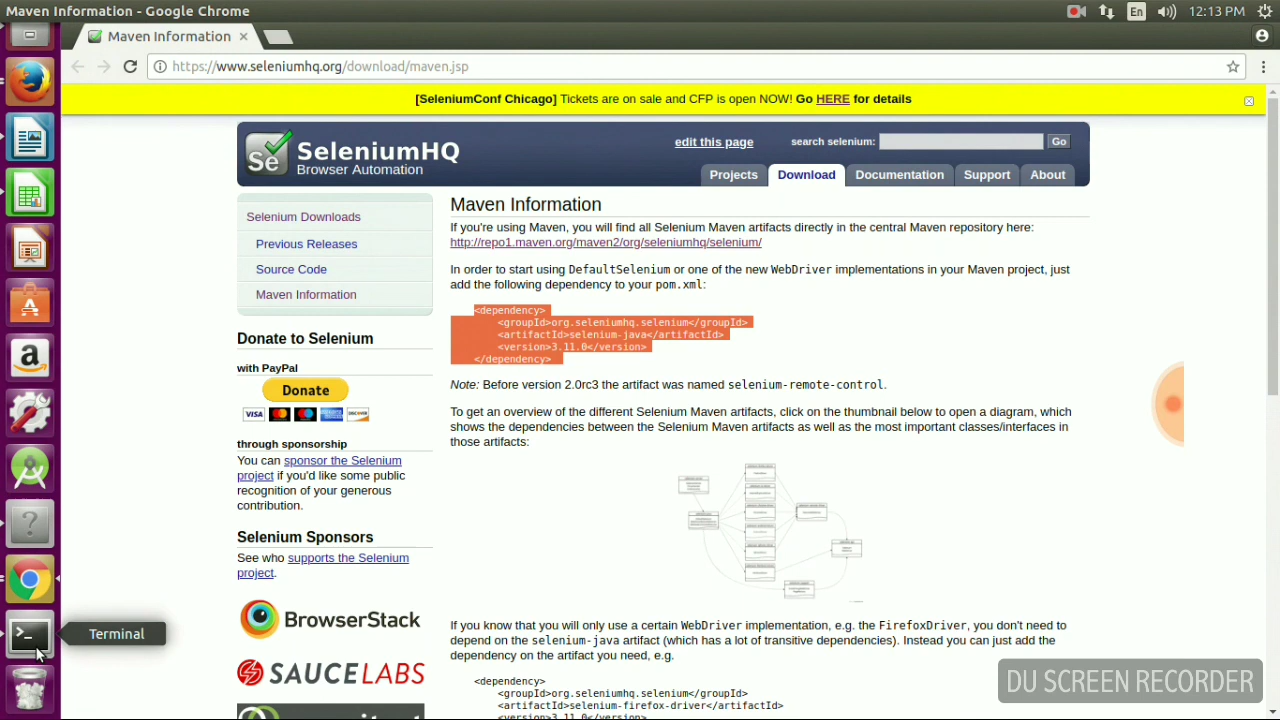 Maven Information - Google Chrome
En
12:13 PM
Maven Information
https://www.seleniumhq.org/download/maven.jsp
[SeleniumConf Chicago] Tickets are on sale and CFP is open NOW! Go HERE for details
Se
SeleniumHQ
Browser Automation
edit this page
search selenium:
Go
Projects
Download
Documentation
Support
About
Selenium Downloads
Previous Releases
Source Code
Maven Information
Donate to Selenium
with PayPal
Donate
VISA
through sponsorship
You can sponsor the Selenium
project if you'd like some public
recognition of your generous
contribution.
Selenium Sponsors
See who supports the Selenium
project.
BrowserStack
SAUCELABS
Maven Information
If you're using Maven, you will find all Selenium Maven artifacts directly in the central Maven repository here:
http://repo1.maven.org/maven2/org/seleniumhq/selenium/
In order to start using DefaultSelenium or one of the new WebDriver implementations in your Maven project, just
add the following dependency to your pom.xml:
<dependency>
<groupId>org.seleniumhq.selenium</groupId>
<artifactId>selenium-java</artifactId>
<version>3.11.0</version>
</dependency>
Note: Before version 2.0rc3 the artifact was named selenium-remote-control.
To get an overview of the different Selenium Maven artifacts, click on the thumbnail below to open a diagram, which
shows the dependencies between the Selenium Maven artifacts as well as the most important classes/interfaces in
those artifacts:
If you know that you will only use a certain WebDriver implementation, e.g. the FirefoxDriver, you don't need to
depend on the selenium-java artifact (which has a lot of transitive dependencies). Instead you can just add the
dependency on the artifact you need, e.g.
<dependency>
<groupId>org.seleniumhq.selenium</groupId>
<artifactId>selenium-firefox-driver</artifactId>
<version>3.11.0</version>
Terminal
DU SCREEN RECORDER